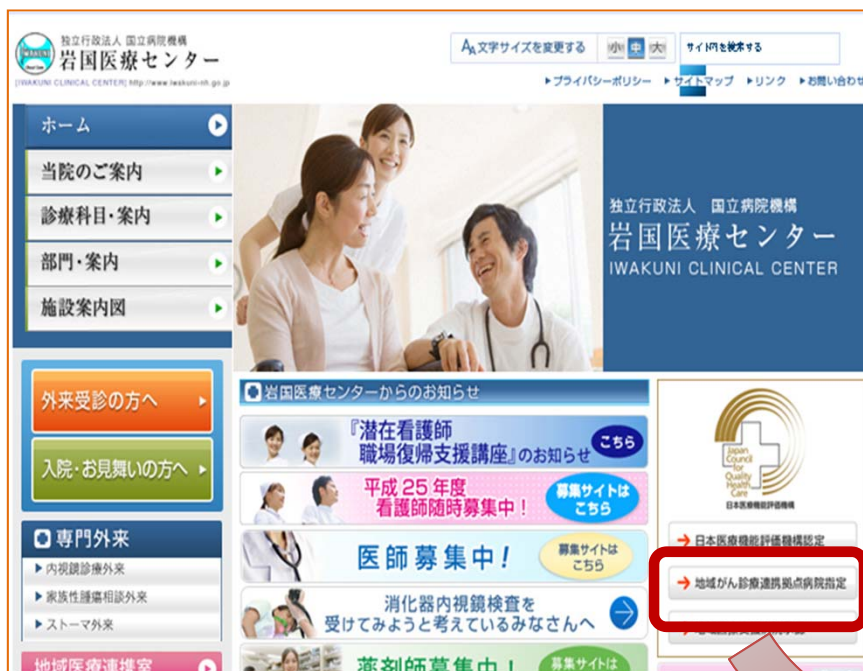 独立行政法人 国立病院機構
岩国医療センター
[IWAKUNI CLINICAL CENTER] http://www.iwakuni-nh.go.jp
AA文字サイズを変更する 小 中 大
サイト内を検索する
プライバシーポリシー サイトマップ リンク お問い合わせ
ホーム
当院のご案内
診療科目・案内
部門・案内
施設案内図
独立行政法人 国立病院機構
岩国医療センター
IWAKUNI CLINICAL CENTER
外来受診の方へ
入院・お見舞いの方へ
専門外来
内視鏡診療外来
家族性腫瘍相談外来
ストーマ外来
地域医療連携室
岩国医療センターからのお知らせ
『潜在看護師
職場復帰支援講座』のお知らせ
こちら
平成25年度
看護師随時募集中!
募集サイトは
こちら
医師募集中!
募集サイトは
こちら
消化器内視鏡検査を
受けてみようと考えているみなさんへ
薬剤師募集中!
募集サイトは
Japan
Council
for
Quality
Health
Care
日本医療機能評価機構
日本医療機能評価機構認定
地域がん診療連携拠点病院指定